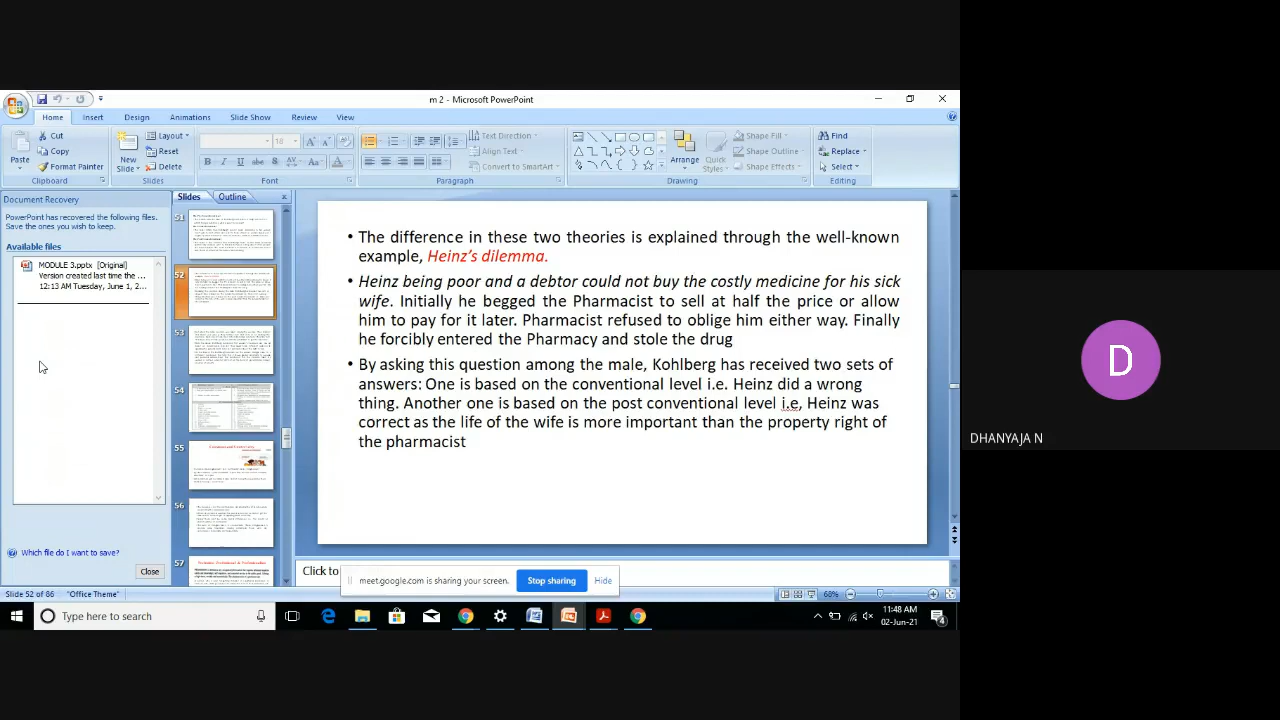 m 2 - Microsoft PowerPoint
Home Insert Design Animations Slide Show Review View
Paste
Cut
Copy
Format Painter
Clipboard
New
Slide
Layout
Reset
Delete
Slides
18
Font
Text Direction
Align Text
Convert to SmartArt
Paragraph
Arrange
Quick
Styles
Shape Fill
Shape Outline
Shape Effects
Drawing
Find
Replace
Select
Editing
Document Recovery
PowerPoint has recovered the following files.
Save the ones you wish to keep.
Available files
MODULE 3.pptx [Original]
Version created last time the ...
12:13 AM Tuesday, June 1, 2...
Which file do I want to save?
Close
Slides Outline
51
52
53
54
55
56
57
• The difference in these two theories is explained through the well-known
example, Heinz's dilemma.
• Heinz being poor and a debtor could not buy the costly medicine for his sick
wife. Initially he begged the Pharmacist to sell at half the price or allow
him to pay for it later. Pharmacist refused to oblige him either way. Finally
he forcibly entered the Pharmacy and stole the drug
• By asking this question among the male, Kohlberg has received two sets of
answers: One is based on the conventional level i.e. Heinz did a wrong
thing. Another one is based on the post-conventional level i.e, Heinz was
correct as the life of the wife is more important than the property right of
the pharmacist
Click to
meet.google.com is sharing your screen.
Stop sharing
Hide
Slide 52 of 86
"Office Theme"
68%
Type here to search
11:48 AM
02-Jun-21
4
D
DHANYAJA N